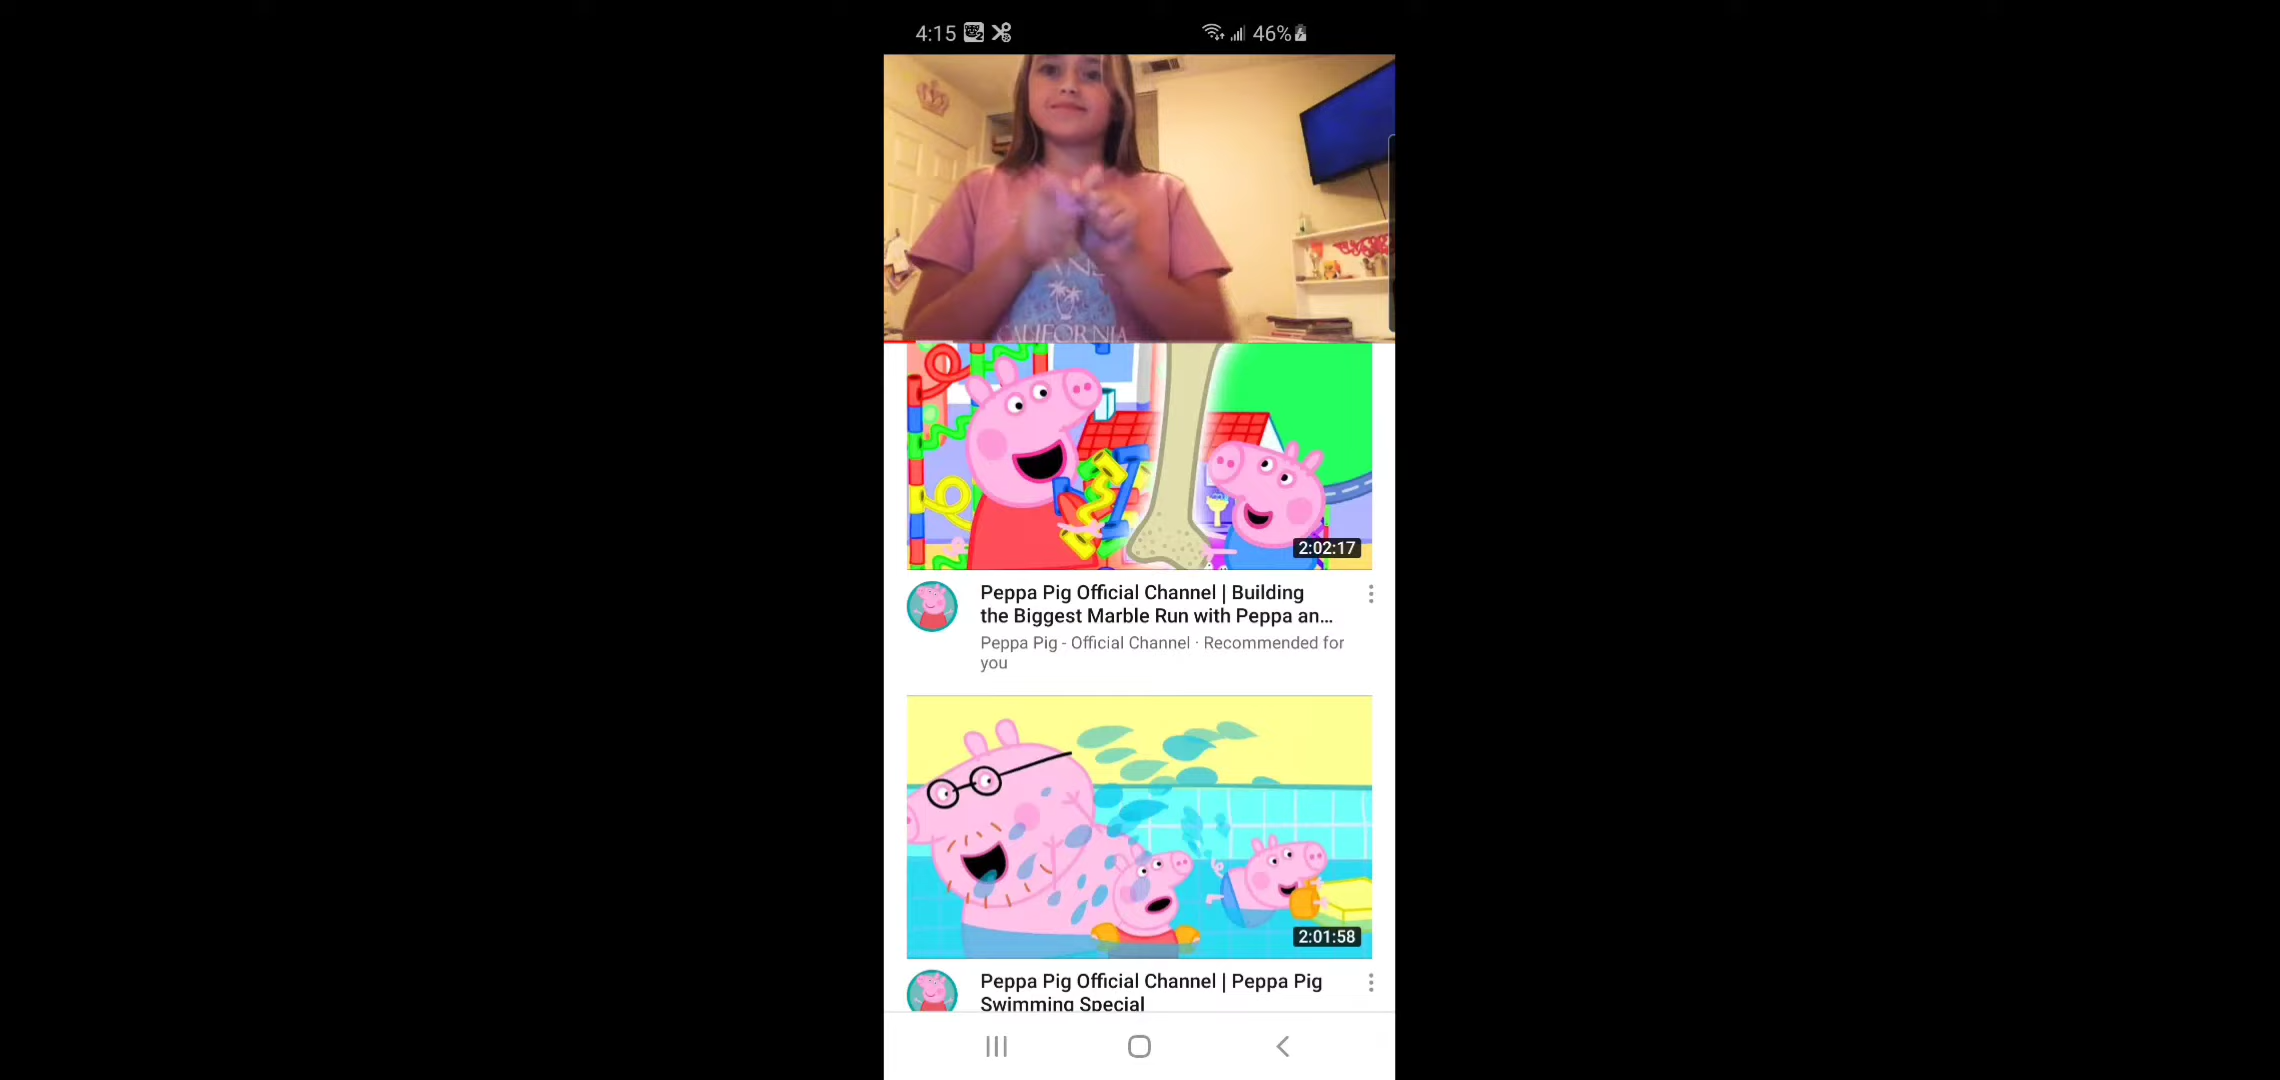 4:15
46%
ANS
CALIFORNIA
2:02:17
Peppa Pig Official Channel | Building
the Biggest Marble Run with Peppa an...
Peppa Pig - Official Channel · Recommended for
you
2:01:58
Peppa Pig Official Channel | Peppa Pig
Swimming Special